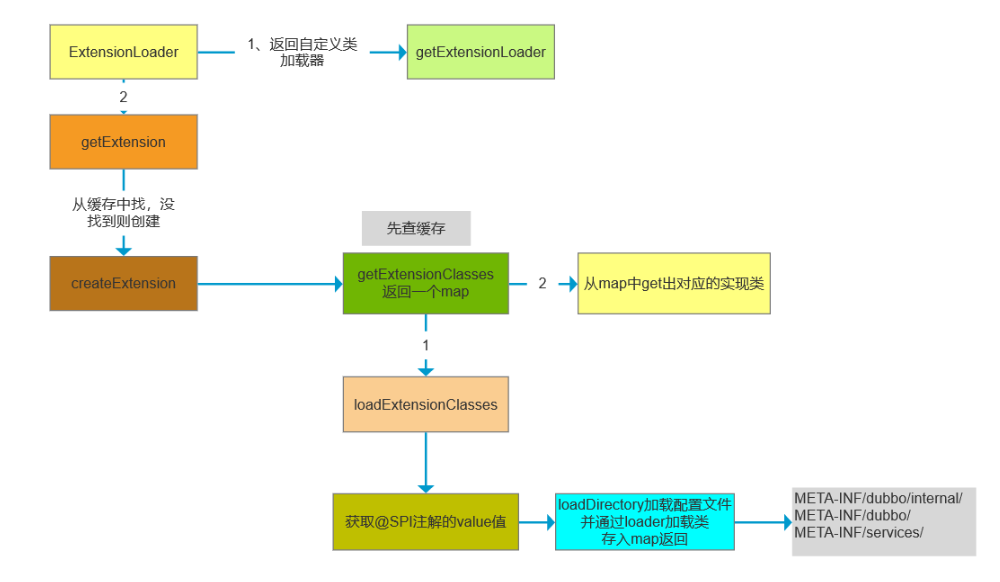 ExtensionLoader
1、返回自定义类
加载器
getExtensionLoader
2
getExtension
从缓存中找，没
找到则创建
先查缓存
createExtension
getExtensionClasses
返回一个map
2
从map中get出对应的实现类
1
loadExtensionClasses
获取@SPI注解的value值
loadDirectory加载配置文件
并通过loader加载类
存入map返回
META-INF/dubbo/internal/
META-INF/dubbo/
META-INF/services/